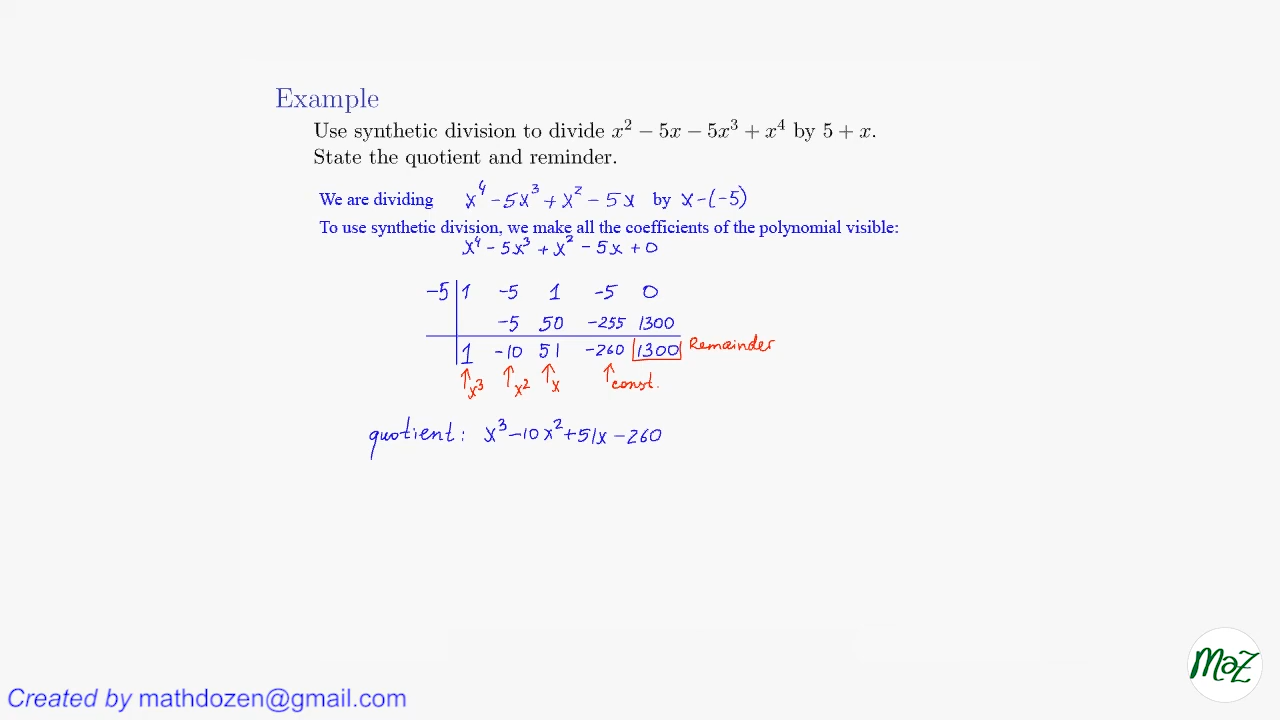 Example
Use synthetic division to divide x² − 5x − 5x³ + x⁴ by 5 + x.
State the quotient and reminder.
We are dividing x⁴ − 5x³ + x² − 5x by x − (−5)
To use synthetic division, we make all the coefficients of the polynomial visible:
x⁴ − 5x³ + x² − 5x + 0
−5 | 1 −5 1 −5 0
−5 50 −255 1300
1 −10 51 −260 1300 Remainder
↑x³ ↑x² ↑x ↑const.
quotient: x³ − 10x² + 51x − 260
MaZ
Created by mathdozen@gmail.com